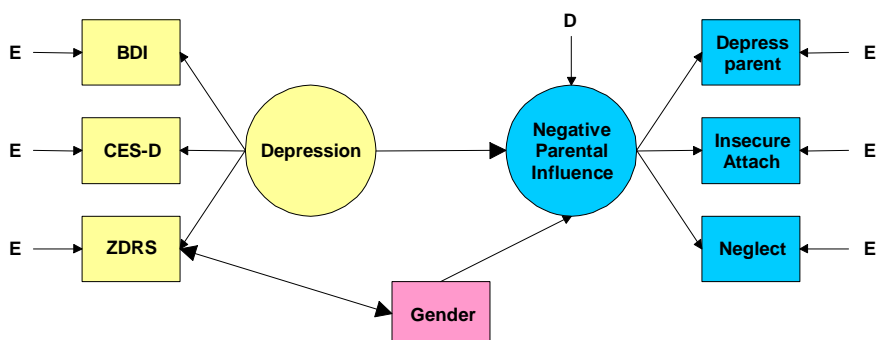 D
E
BDI
Depress
parent
E
E
CES-D
Depression
Negative
Parental
Influence
Insecure
Attach
E
E
ZDRS
Neglect
E
Gender